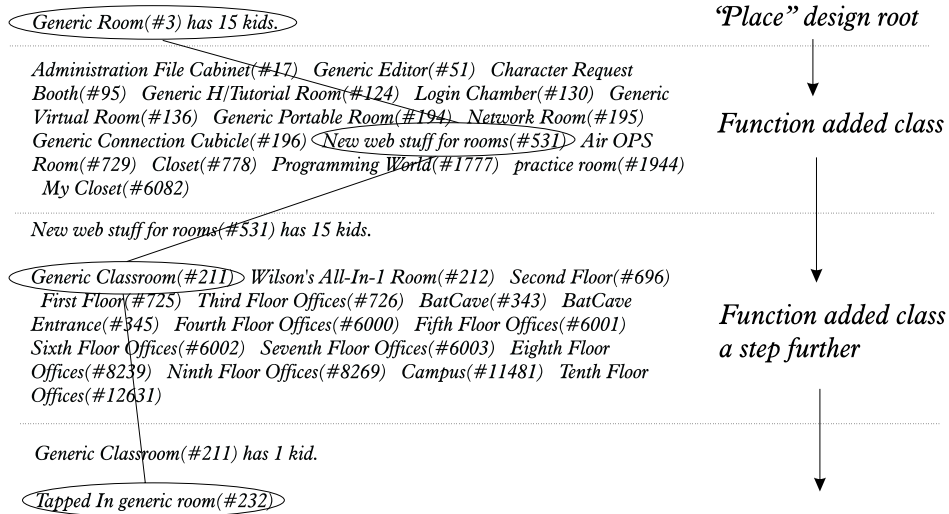 Generic Room(#3) has 15 kids.
“Place” design root
Administration File Cabinet(#17) Generic Editor(#51) Character Request
Booth(#95) Generic H/Tutorial Room(#124) Login Chamber(#130) Generic
Virtual Room(#136) Generic Portable Room(#194) Network Room(#195)
Generic Connection Cubicle(#196) New web stuff for rooms(#531) Air OPS
Room(#729) Closet(#778) Programming World(#1777) practice room(#1944)
My Closet(#6082)
Function added class
New web stuff for rooms(#531) has 15 kids.
Generic Classroom(#211) Wilson's All-In-1 Room(#212) Second Floor(#696)
First Floor(#725) Third Floor Offices(#726) BatCave(#343) BatCave
Entrance(#345) Fourth Floor Offices(#6000) Fifth Floor Offices(#6001)
Sixth Floor Offices(#6002) Seventh Floor Offices(#6003) Eighth Floor
Offices(#8239) Ninth Floor Offices(#8269) Campus(#11481) Tenth Floor
Offices(#12631)
Function added class
a step further
Generic Classroom(#211) has 1 kid.
Tapped In generic room(#232)